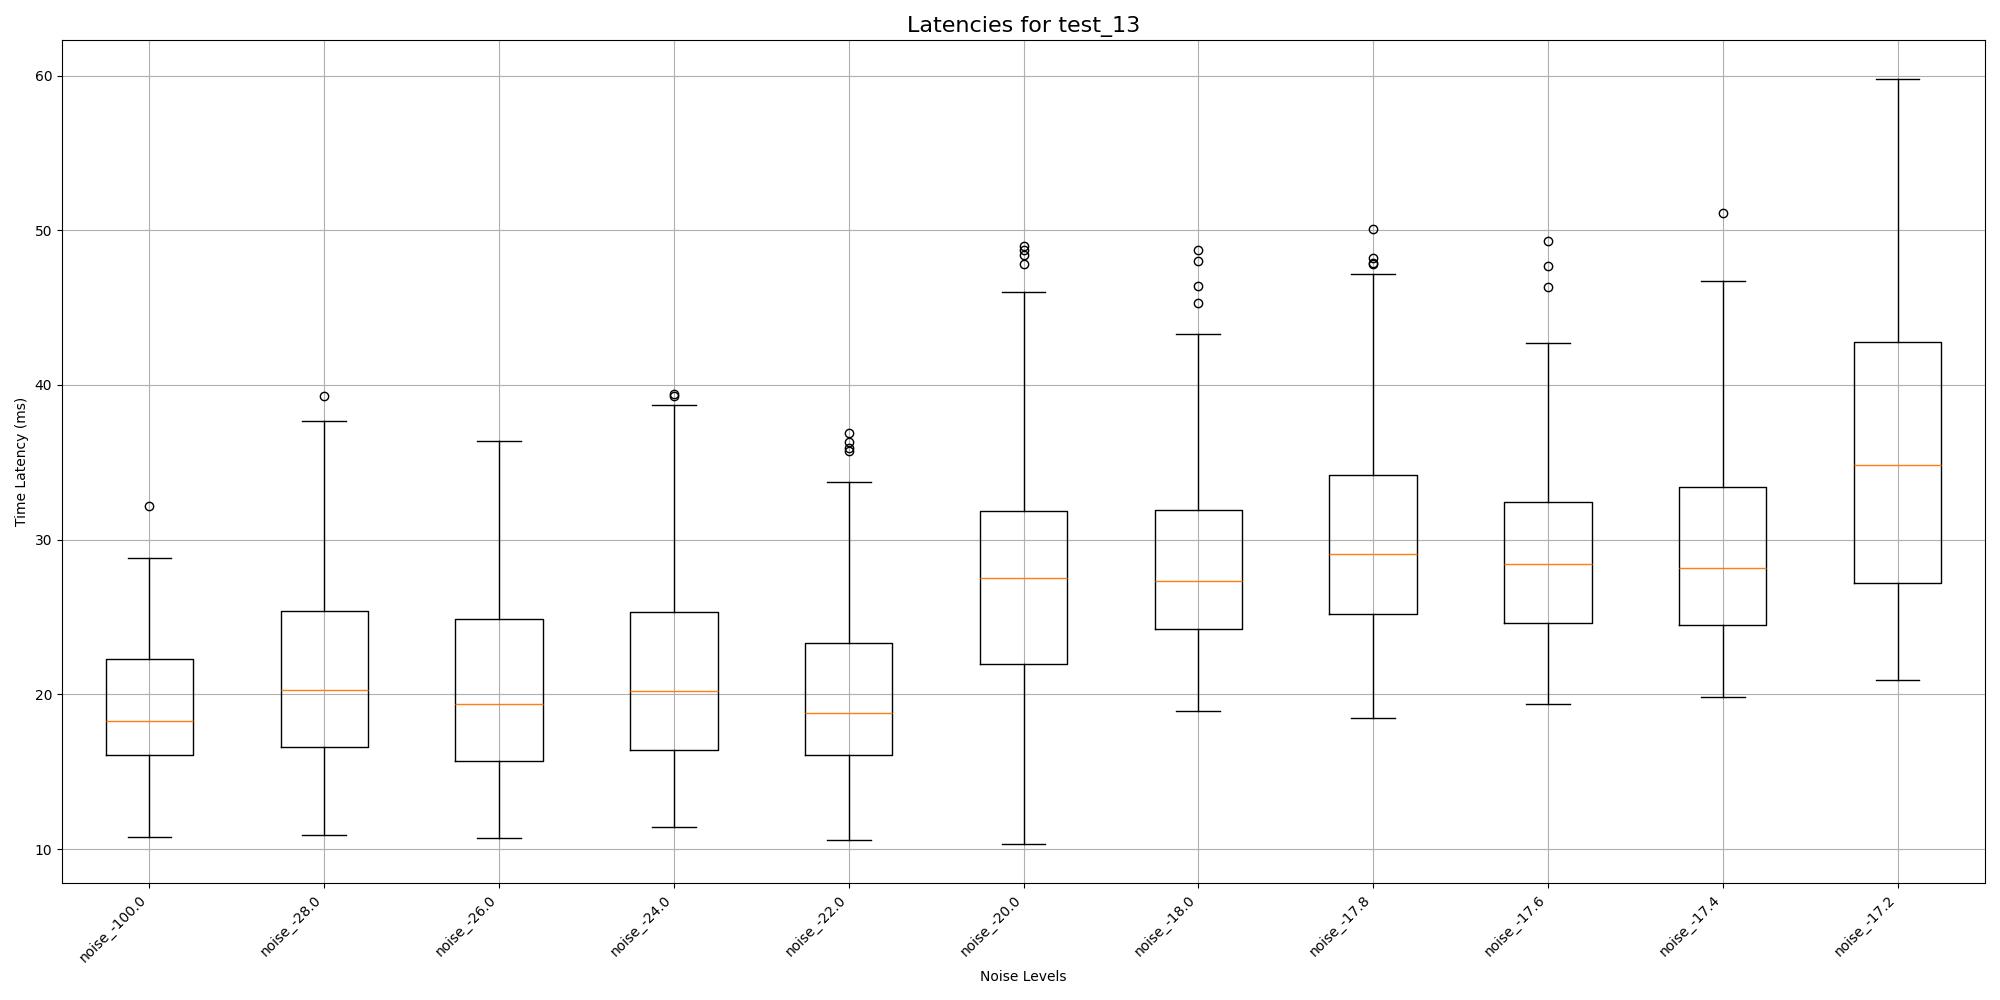 Latencies for test_13
60
50
40
30
20
10
Time Latency (ms)
noise_-100.0
noise_-28.0
noise_-26.0
noise_-24.0
noise_-22.0
noise_-20.0
noise_-18.0
noise_-17.8
noise_-17.6
noise_-17.4
noise_-17.2
Noise Levels